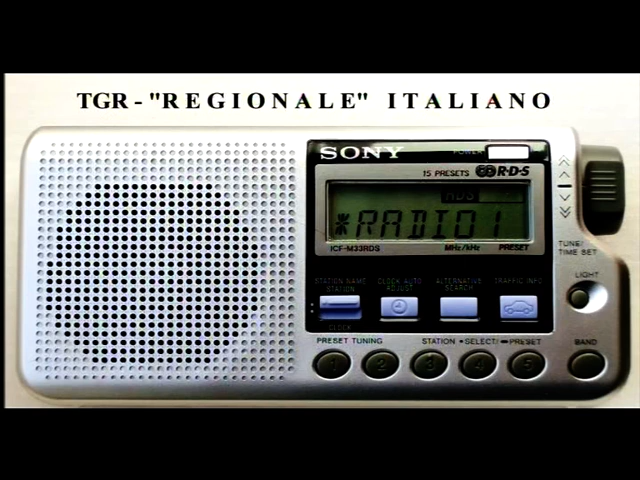 TGR - "REGIONALE" ITALIANO
SONY
POWER
15 PRESETS R·D·S
RDS
*RADIO1
ICF-M33RDS MHz/kHz PRESET
TUNE/
TIME SET
LIGHT
STATION NAME CLOCK AUTO ALTERNATIVE TRAFFIC INFO
STATION ADJUST SEARCH
CLOCK
PRESET TUNING STATION SELECT/ PRESET BAND
1 2 3 4 5